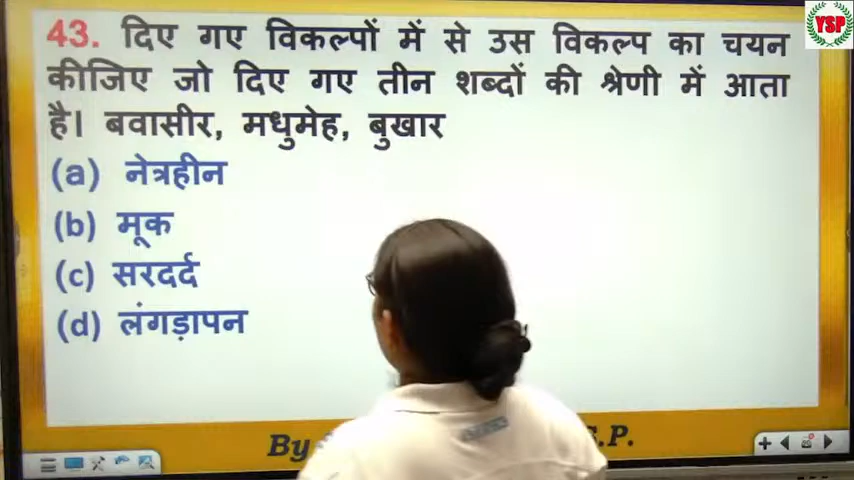 YSP
43. दिए गए विकल्पों में से उस विकल्प का चयन
कीजिए जो दिए गए तीन शब्दों की श्रेणी में आता
है। बवासीर, मधुमेह, बुखार
(a) नेत्रहीन
(b) मूक
(c) सरदर्द
(d) लंगड़ापन
By
.P.